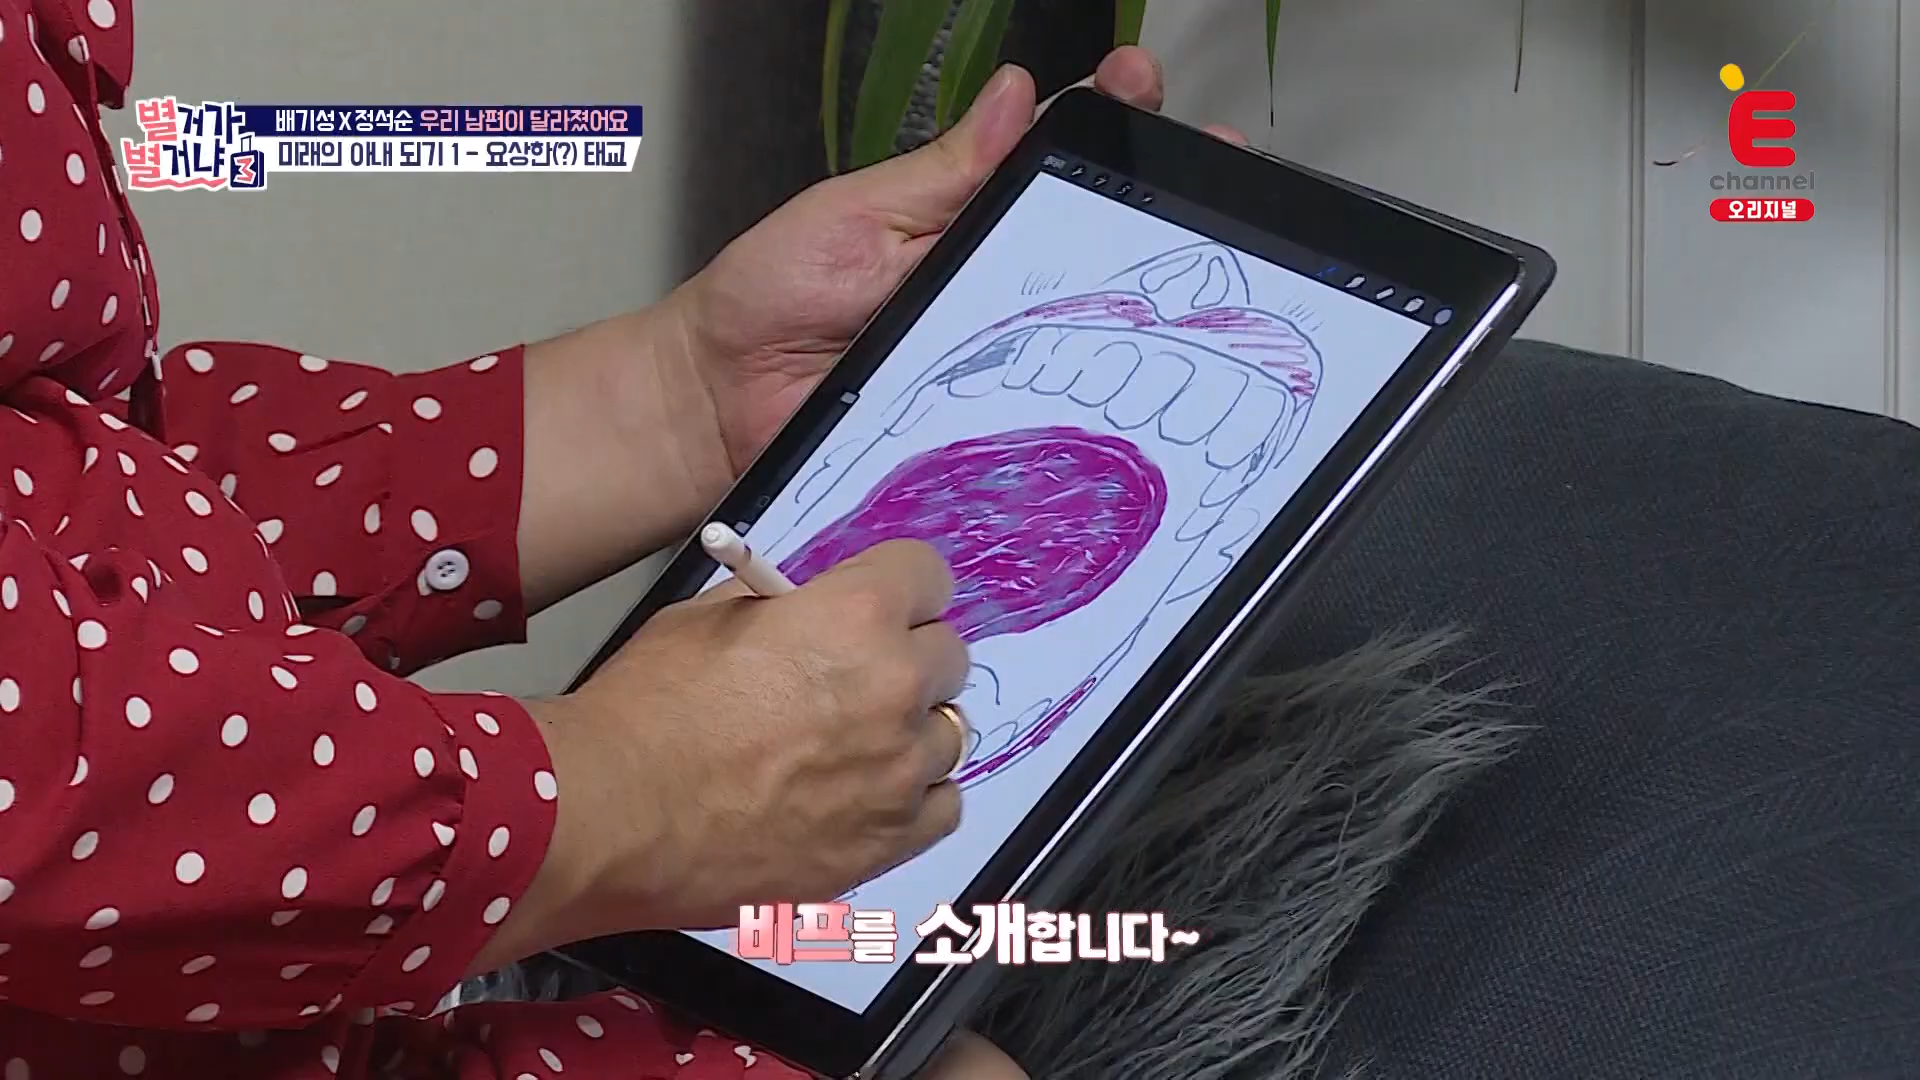 별거가
별거냐 3
배기성 X 정석순 우리 남편이 달라졌어요
미래의 아내 되기 1 - 요상한(?) 태교
E
channel
오리지널
비프를 소개합니다~